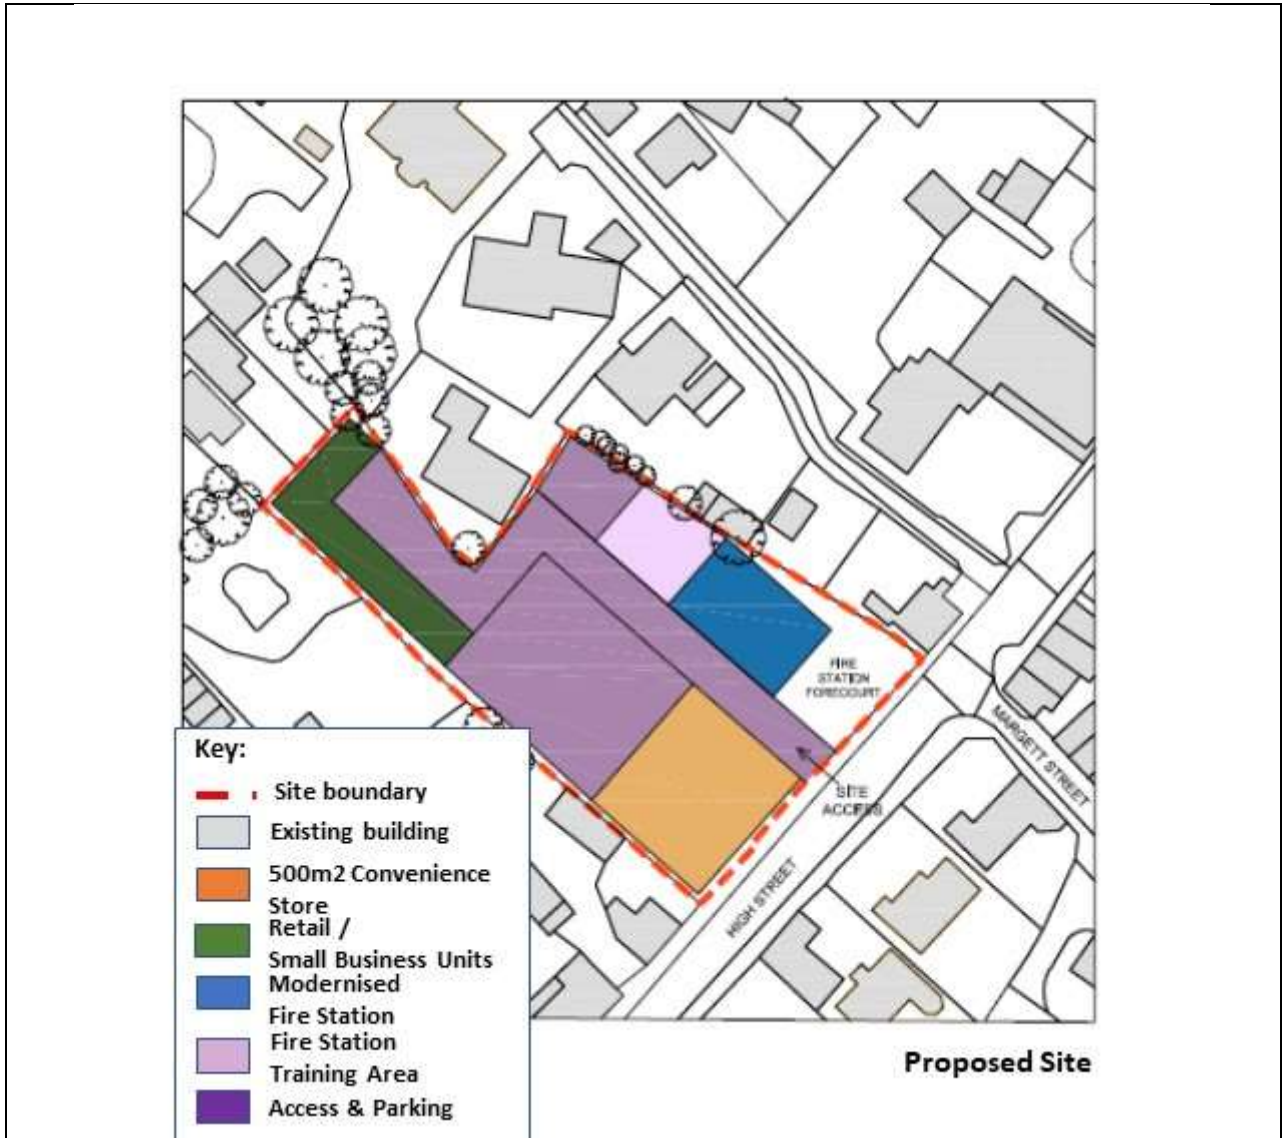 FIRE
STATION
FORECOURT
MARGETT STREET
SITE
ACCESS
HIGH STREET
Key:
Site boundary
Existing building
500m2 Convenience
Store
Retail /
Small Business Units
Modernised
Fire Station
Fire Station
Training Area
Access & Parking
Proposed Site